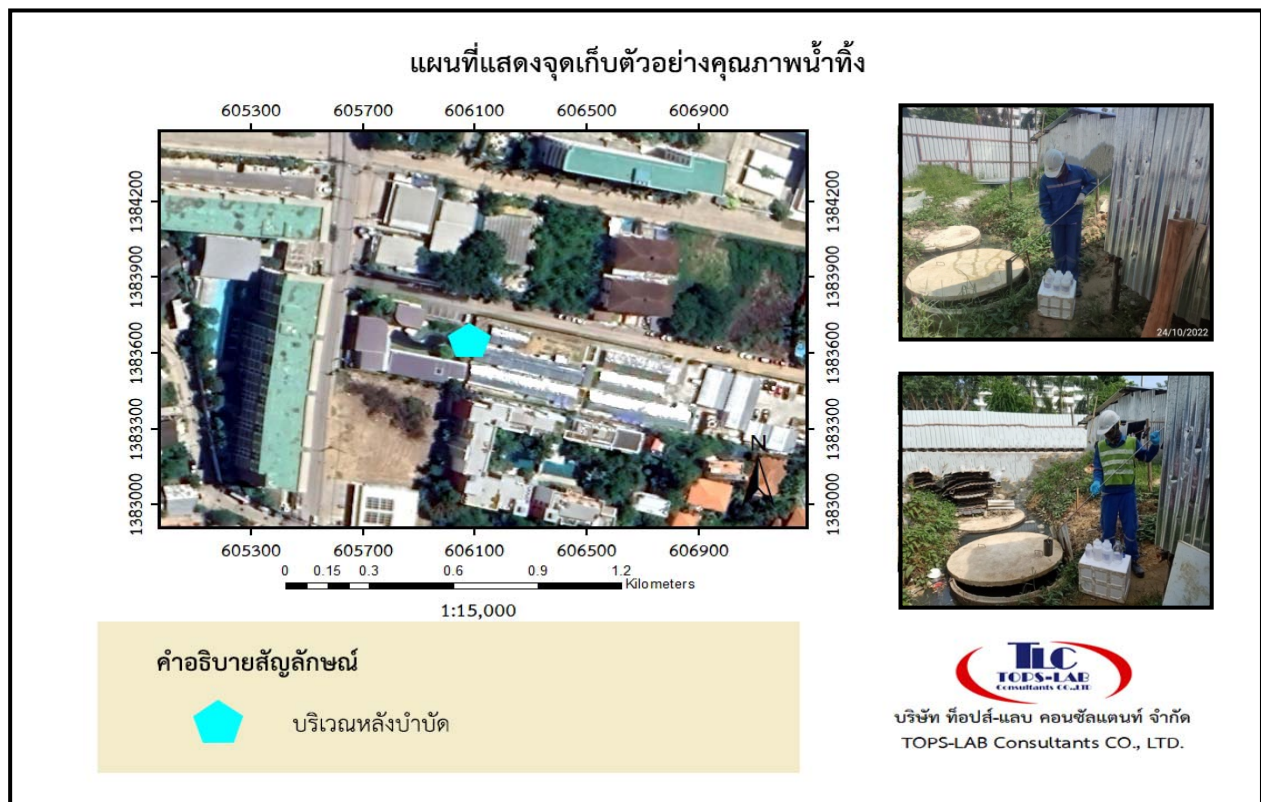 แผนที่แสดงจุดเก็บตัวอย่างคุณภาพน้ำทิ้ง
605300 605700 606100 606500 606900
1384200 1384200
1383900 1383900
1383600 1383600
1383300 1383300
1383000 1383000
N
605300 605700 606100 606500 606900
0 0.15 0.3 0.6 0.9 1.2
Kilometers
1:15,000
คำอธิบายสัญลักษณ์
บริเวณหลังบำบัด
24/10/2022
TLC
TOPS-LAB
Consultants CO.,LTD.
บริษัท ท็อปส์-แลบ คอนซัลแตนท์ จำกัด
TOPS-LAB Consultants CO., LTD.